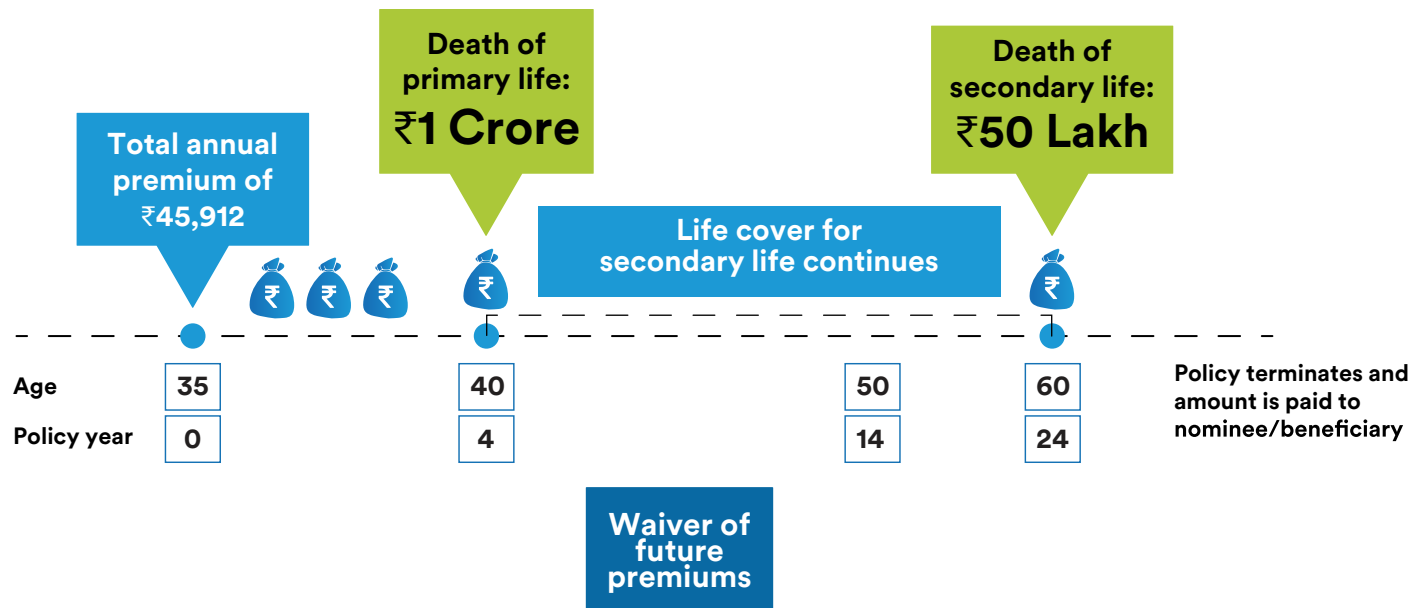 Death of
primary life:
₹1 Crore
Death of
secondary life:
₹50 Lakh
Total annual
premium of
₹45,912
Life cover for
secondary life continues
₹ ₹ ₹ ₹ ₹
Age 35 40 50 60
Policy year 0 4 14 24
Policy terminates and
amount is paid to
nominee/beneficiary
Waiver of
future
premiums